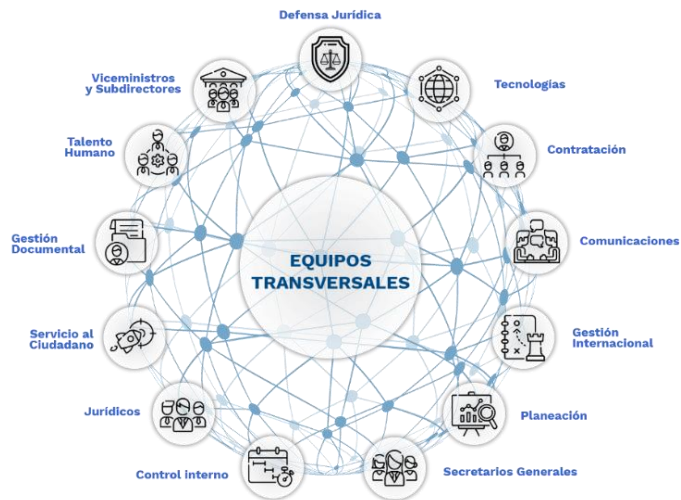 Defensa Jurídica
Viceministros
y Subdirectores
Tecnologías
Talento
Humano
Contratación
Gestión
Documental
Comunicaciones
EQUIPOS
TRANSVERSALES
Servicio al
Ciudadano
Gestión
Internacional
Jurídicos
Planeación
Control interno
Secretarios Generales